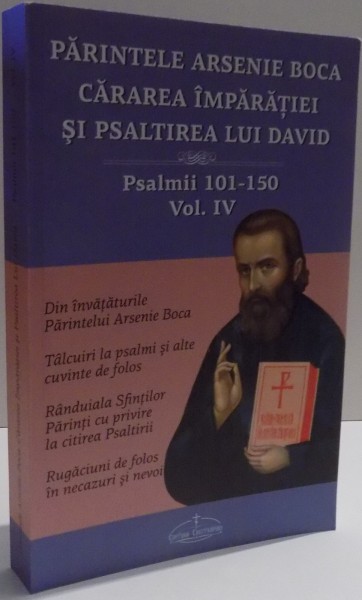 PĂRINTELE ARSENIE BOCA
CĂRAREA ÎMPĂRĂȚIEI
ȘI PSALTIREA LUI DAVID
Psalmii 101-150
Vol. IV
Din învățăturile
Părintelui Arsenie Boca
Tâlcuiri la psalmi și alte
cuvinte de folos
Rânduiala Sfinților
Părinți cu privire
la citirea Psaltirii
Rugăciuni de folos
în necazuri și nevoi